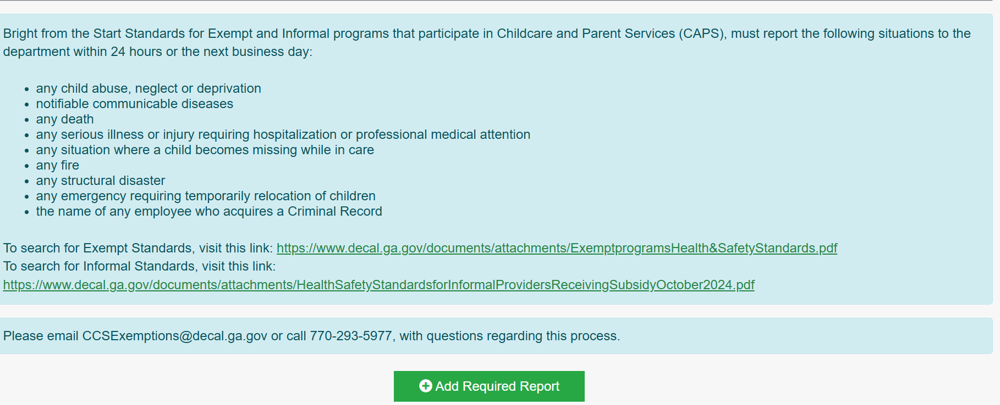 Bright from the Start Standards for Exempt and Informal programs that participate in Childcare and Parent Services (CAPS), must report the following situations to the
department within 24 hours or the next business day:
any child abuse, neglect or deprivation
notifiable communicable diseases
any death
any serious illness or injury requiring hospitalization or professional medical attention
any situation where a child becomes missing while in care
any fire
any structural disaster
any emergency requiring temporarily relocation of children
the name of any employee who acquires a Criminal Record
To search for Exempt Standards, visit this link: https://www.decal.ga.gov/documents/attachments/ExemptprogramsHealth&SafetyStandards.pdf
To search for Informal Standards, visit this link:
https://www.decal.ga.gov/documents/attachments/HealthSafetyStandardsforInformalProvidersReceivingSubsidyOctober2024.pdf
Please email CCSExemptions@decal.ga.gov or call 770-293-5977, with questions regarding this process.
Add Required Report